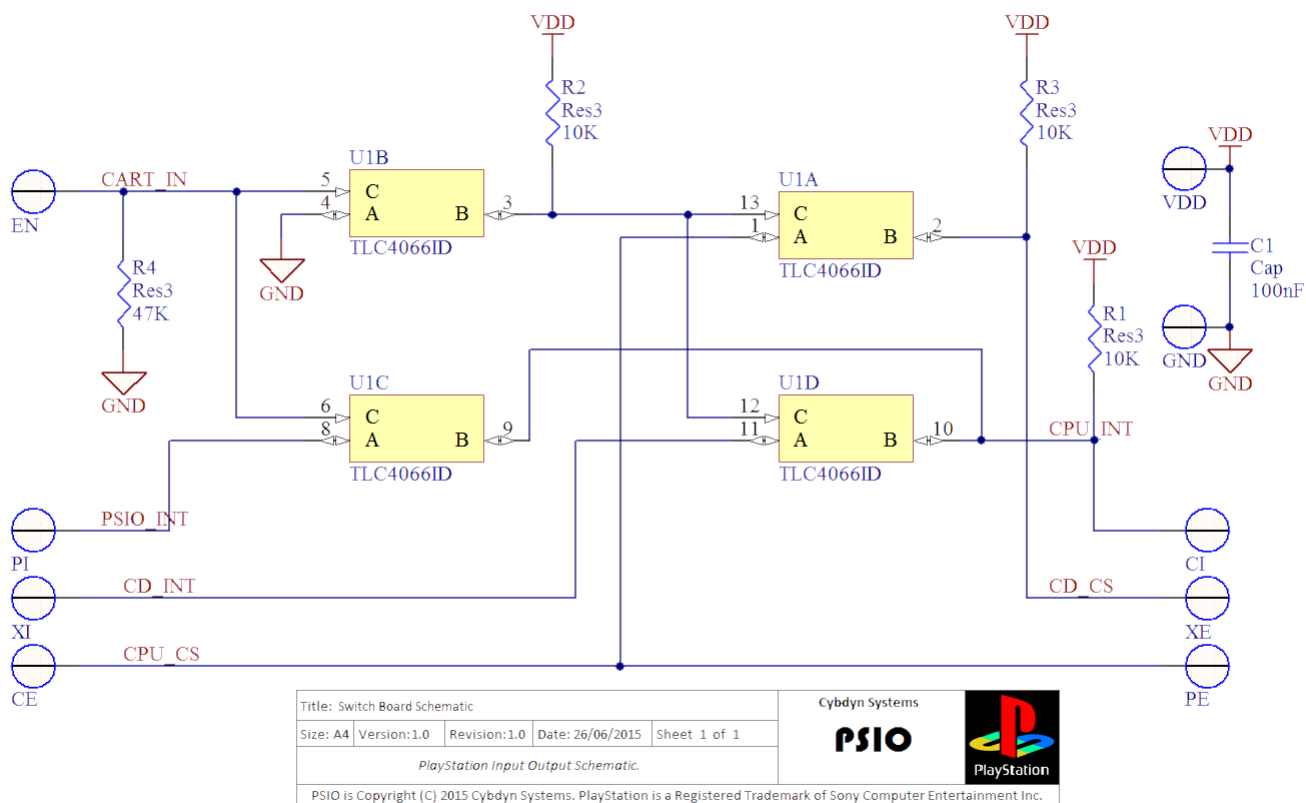 VDD
R2
Res3
10K
VDD
R3
Res3
10K
VDD
VDD
C1
Cap
100nF
GND
GND
EN
CART_IN
R4
Res3
47K
GND
U1B
5
4
C
A
B
3
TLC4066ID
GND
U1A
13
1
C
A
B
2
TLC4066ID
VDD
R1
Res3
10K
U1C
6
8
C
A
B
9
TLC4066ID
U1D
12
11
C
A
B
10
TLC4066ID
CPU_INT
PSIO_INT
PI
CI
CD_INT
XI
CD_CS
XE
CPU_CS
CE
PE
Title: Switch Board Schematic
Size: A4 Version:1.0 Revision:1.0 Date: 26/06/2015 Sheet 1 of 1
PlayStation Input Output Schematic.
Cybdyn Systems
PSIO
PlayStation
PSIO is Copyright (C) 2015 Cybdyn Systems. PlayStation is a Registered Trademark of Sony Computer Entertainment Inc.